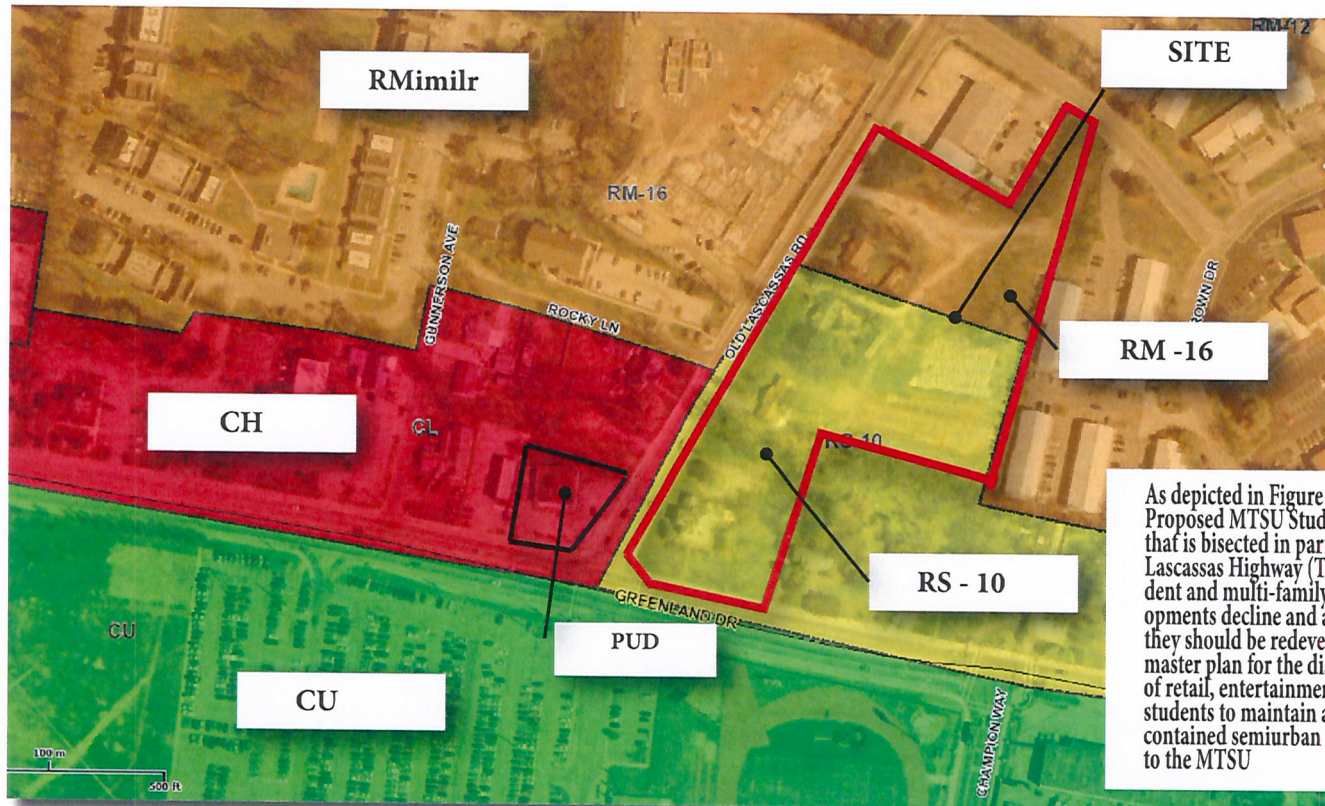 RM-12
SITE
RMimilr
RM-16
GUNNERSON AVE
OLD LASCASSAS RD
ROCKY LN
ROWN DR
RM -16
CH
CL
RS-10
RS - 10
GREENLAND DR
PUD
CU
CU
CHAMPION WAY
100 m
500 ft
As depicted in Figure
Proposed MTSU Stud
that is bisected in par
Lascassas Highway (T
dent and multi-family
opments decline and a
they should be redeve
master plan for the dis
of retail, entertainmen
students to maintain a
contained semiurban
to the MTSU